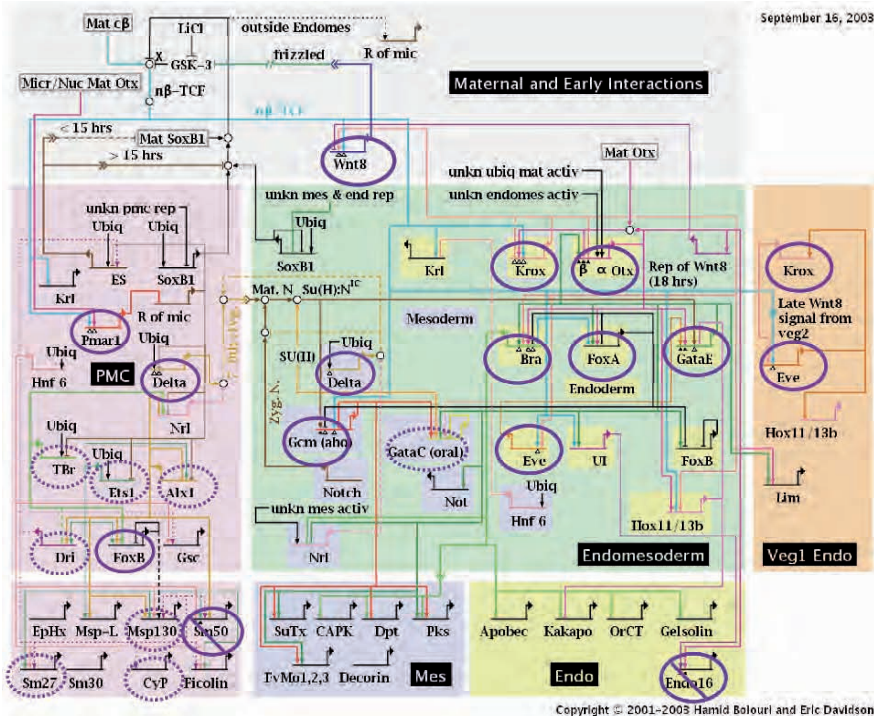 September 16, 2003
Mat cβ
LiCl
outside Endomes
X
GSK-3
frizzled
R of mic
Maternal and Early Interactions
Micr/Nuc Mat Otx
nβ-TCF
nβ-TCF
< 15 hrs
Mat SoxB1
> 15 hrs
Wnt8
Mat Otx
unkn ubiq mat activ
unkn endomes activ
unkn mes & end rep
Ubiq
unkn pmc rep
Ubiq
Ubiq
SoxB1
Krl
Krox
β α Otx
Rep of Wnt8
(18 hrs)
Krox
ES
SoxB1
Krl
R of mic
Mat. N
Su(H):N
Mesoderm
Late Wnt8
signal from
veg2
Pmar1
Ubiq
PMC
Ubiq
Delta
Hnf 6
Ubiq
Delta
Bra
FoxA
GataE
Endoderm
Eve
Nrl
Zyg. N.
Gcm (abo)
GataC (oral)
Eve
UI
FoxB
Hox11/13b
Ubiq
Ubiq
TBr
Ets1
Alx1
Notch
Not
Ubiq
Hnf 6
Lim
unkn mes activ
Hox11/13b
Dri
FoxB
Gsc
Nrl
Endomesoderm
Veg1 Endo
EpHx
Msp-L
Msp130
Sm50
SuTx
CAPK
Dpt
Pks
Apobec
Kakapo
OrCT
Gelsolin
Sm27
Sm30
CyP
Ficolin
FvMo1,2,3
Decorin
Mes
Endo
Endo16
Copyright © 2001-2003 Hamid Bolouri and Eric Davidson